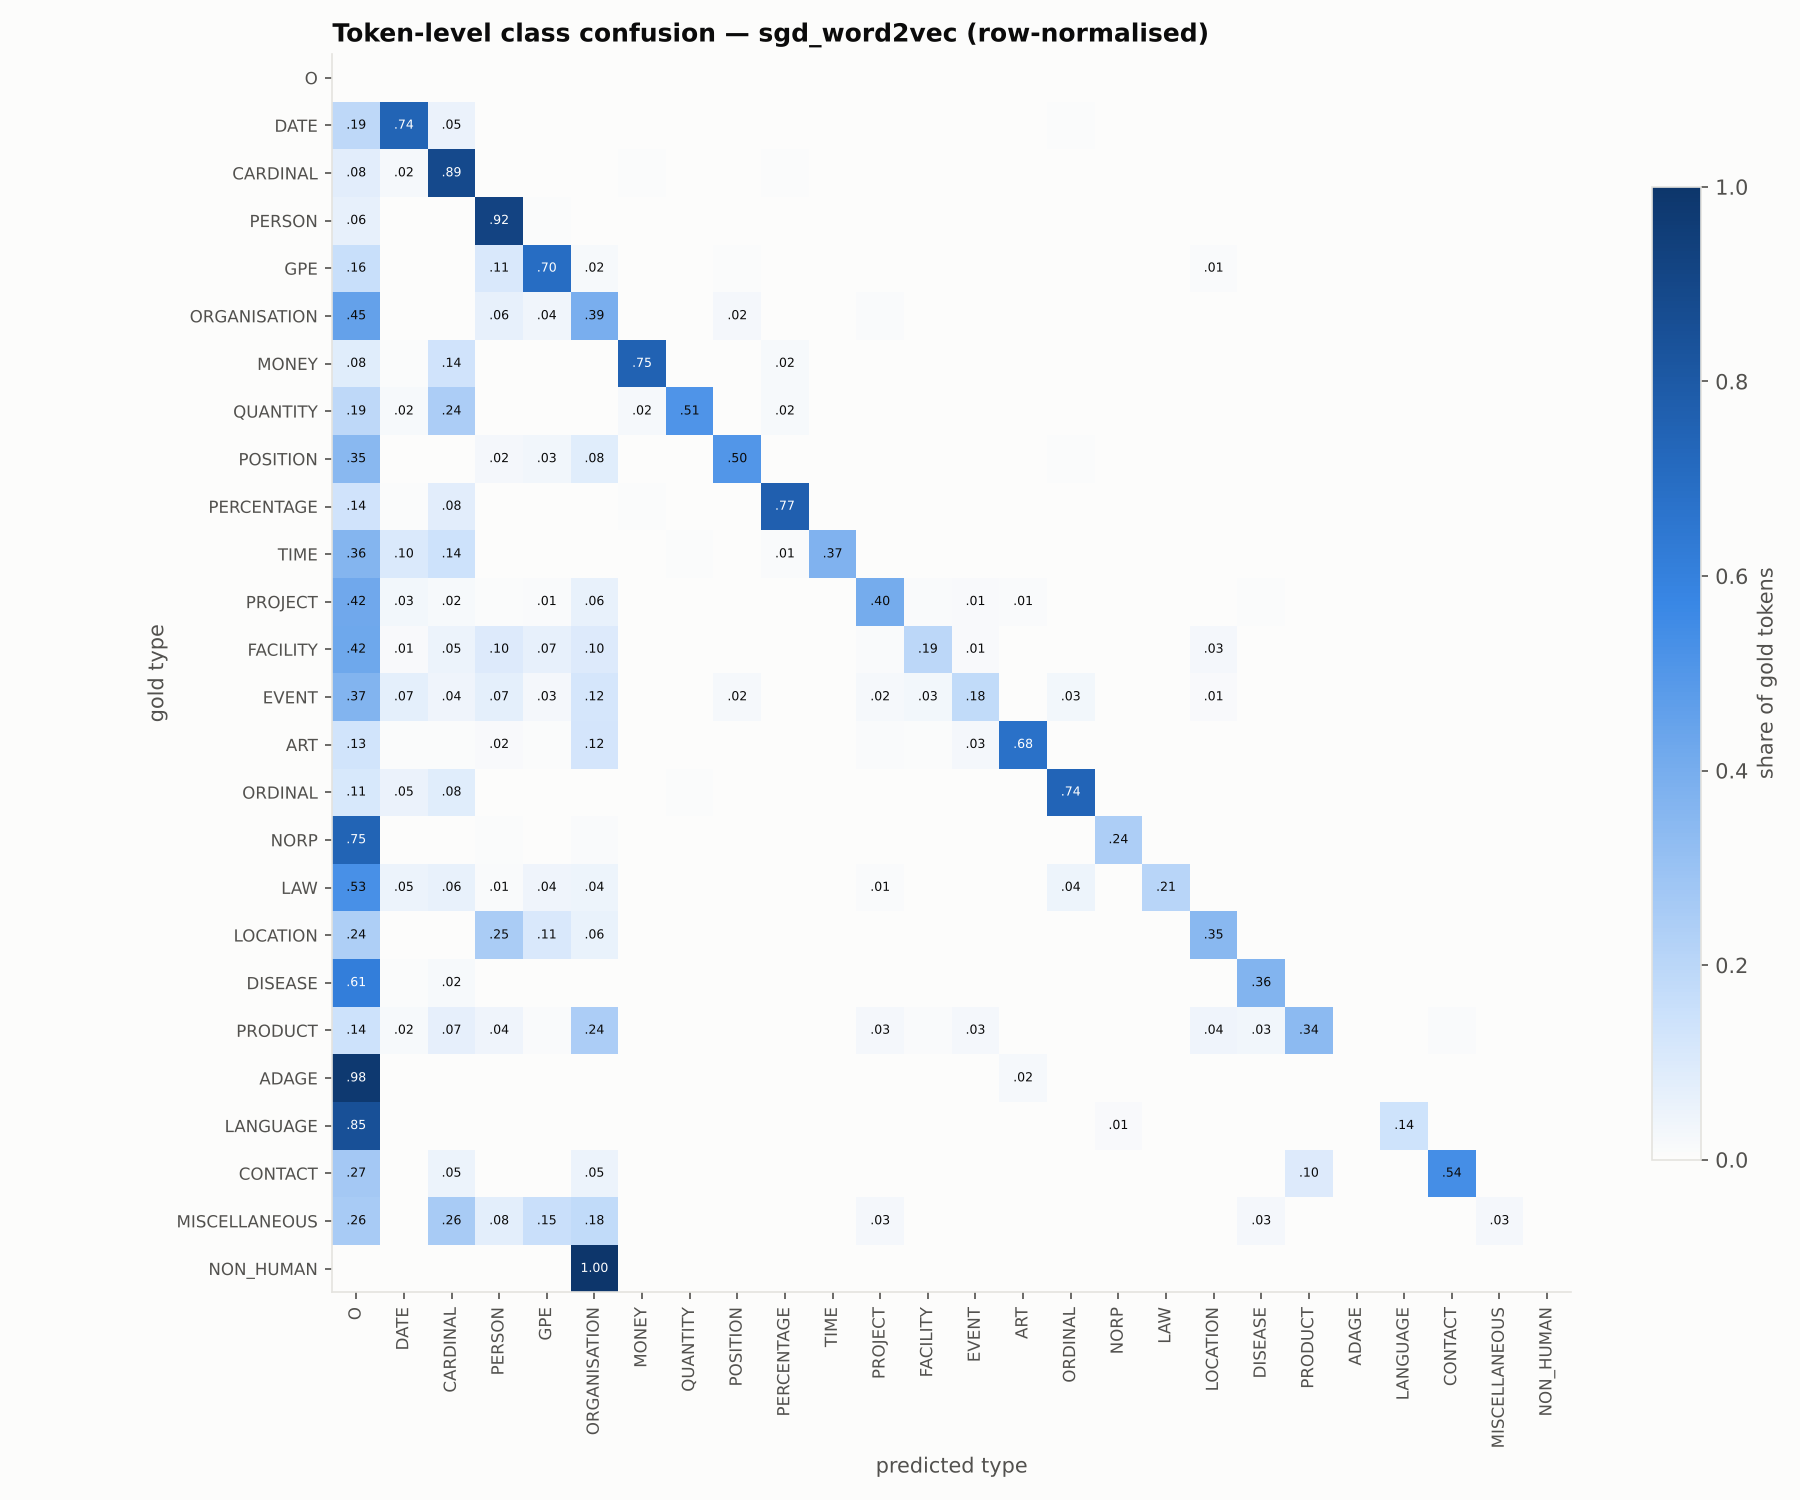 Token-level class confusion — sgd_word2vec (row-normalised)
O
DATE .19 .74 .05
CARDINAL .08 .02 .89
PERSON .06 .92
GPE .16 .11 .70 .02 .01
ORGANISATION .45 .06 .04 .39 .02
MONEY .08 .14 .75 .02
QUANTITY .19 .02 .24 .02 .51 .02
POSITION .35 .02 .03 .08 .50
PERCENTAGE .14 .08 .77
TIME .36 .10 .14 .01 .37
PROJECT .42 .03 .02 .01 .06 .40 .01 .01
FACILITY .42 .01 .05 .10 .07 .10 .19 .01 .03
EVENT .37 .07 .04 .07 .03 .12 .02 .02 .03 .18 .03 .01
ART .13 .02 .12 .03 .68
ORDINAL .11 .05 .08 .74
NORP .75 .24
LAW .53 .05 .06 .01 .04 .04 .01 .04 .21
LOCATION .24 .25 .11 .06 .35
DISEASE .61 .02 .36
PRODUCT .14 .02 .07 .04 .24 .03 .03 .04 .03 .34
ADAGE .98 .02
LANGUAGE .85 .01 .14
CONTACT .27 .05 .05 .10 .54
MISCELLANEOUS .26 .26 .08 .15 .18 .03 .03 .03
NON_HUMAN 1.00
gold type
O DATE CARDINAL PERSON GPE ORGANISATION MONEY QUANTITY POSITION PERCENTAGE TIME PROJECT FACILITY EVENT ART ORDINAL NORP LAW LOCATION DISEASE PRODUCT ADAGE LANGUAGE CONTACT MISCELLANEOUS NON_HUMAN
predicted type
1.0
0.8
0.6
0.4
0.2
0.0
share of gold tokens